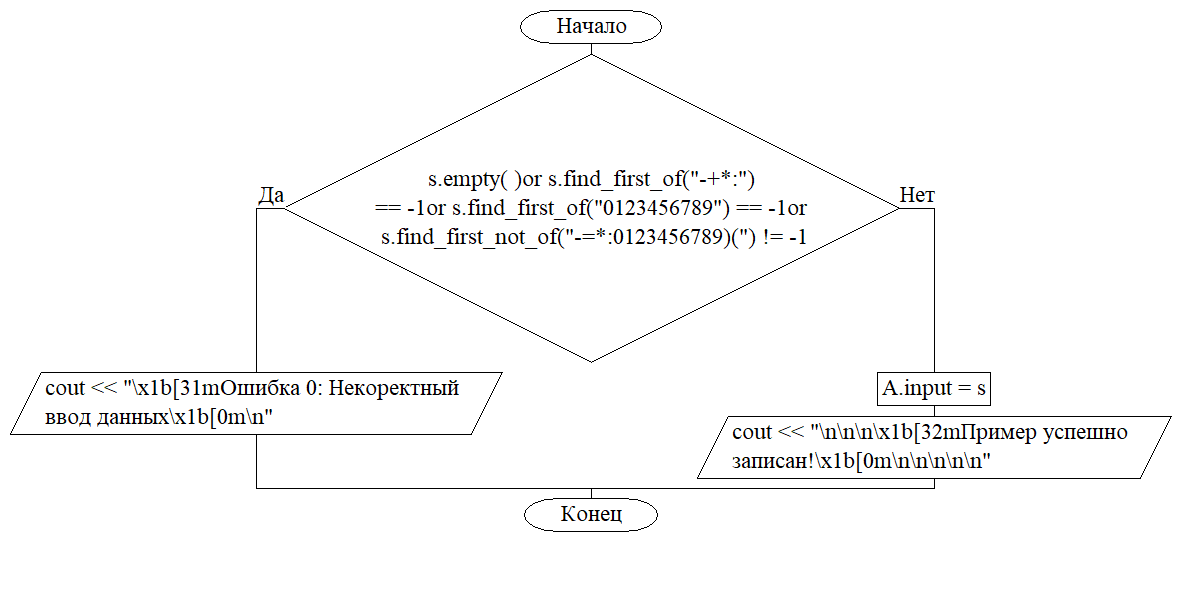 Начало
s.empty( )or s.find_first_of("-+*:")
== -1or s.find_first_of("0123456789") == -1or
s.find_first_not_of("-=*:0123456789)(") != -1
Да
Нет
cout << "\x1b[31mОшибка 0: Некоректный
ввод данных\x1b[0m\n"
A.input = s
cout << "\n\n\n\x1b[32mПример успешно
записан!\x1b[0m\n\n\n\n\n"
Конец